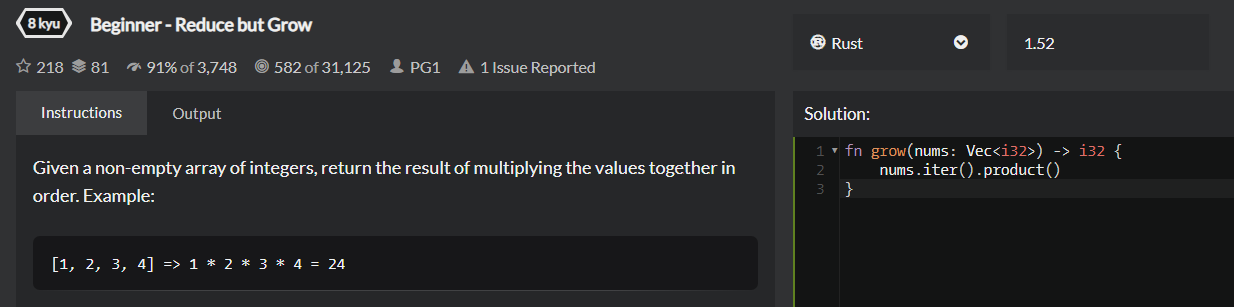 8 kyu Beginner - Reduce but Grow
218 81 91% of 3,748 582 of 31,125 PG1 1 Issue Reported
Instructions Output
Given a non-empty array of integers, return the result of multiplying the values together in
order. Example:
[1, 2, 3, 4] => 1 * 2 * 3 * 4 = 24
Rust 1.52
Solution:
1 fn grow(nums: Vec<i32>) -> i32 {
2     nums.iter().product()
3 }